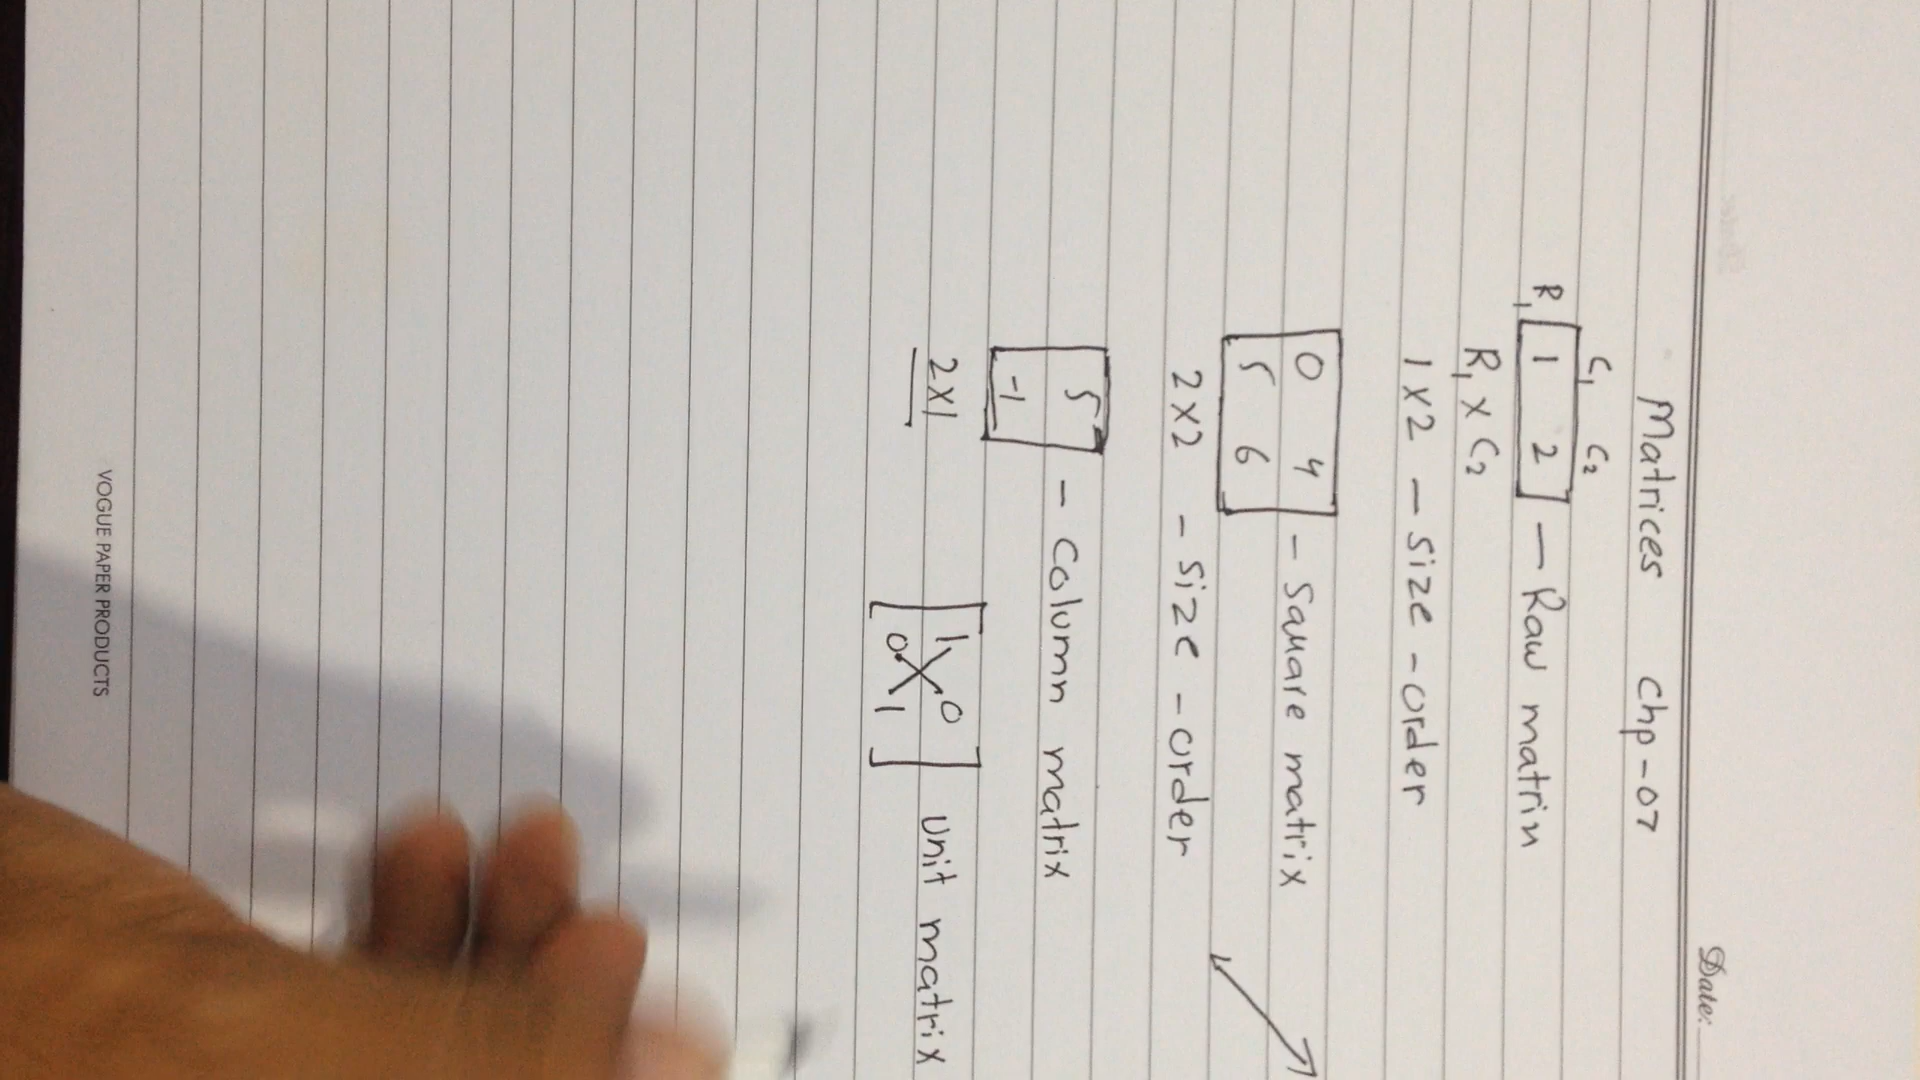 Date:
Matrices Chp-07
C1 C2
R1 [1 2] — Raw matrin
R1 x C2
1x2 - size - order
0 4
5 6 - Square matrix
2x2 - size - order
5
-1 - Column matrix
2x1
1 0
0 1 unit matrix
VOGUE PAPER PRODUCTS